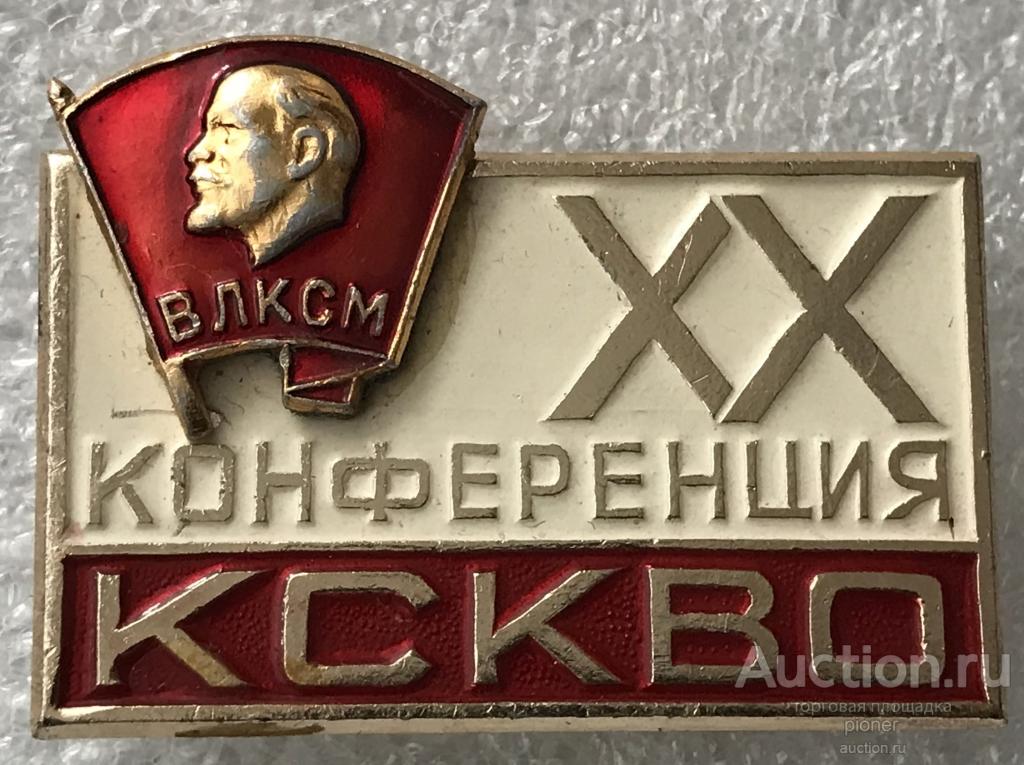 ВЛКСМ
XX
КОНФЕРЕНЦИЯ
КСКВО
Auction.ru
торговая площадка
pioner
auction.ru